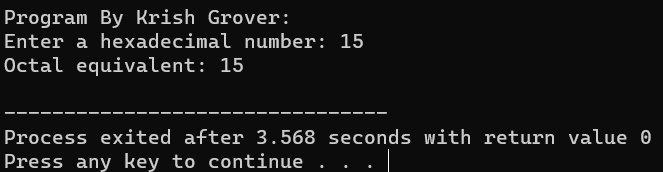 Program By Krish Grover:
Enter a hexadecimal number: 15
Octal equivalent: 15
--------------------------------
Process exited after 3.568 seconds with return value 0
Press any key to continue . . .